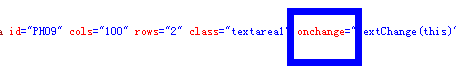 a id="PH09" cols="100" rows="2" class="textarea1" onchange="extChange(this)"